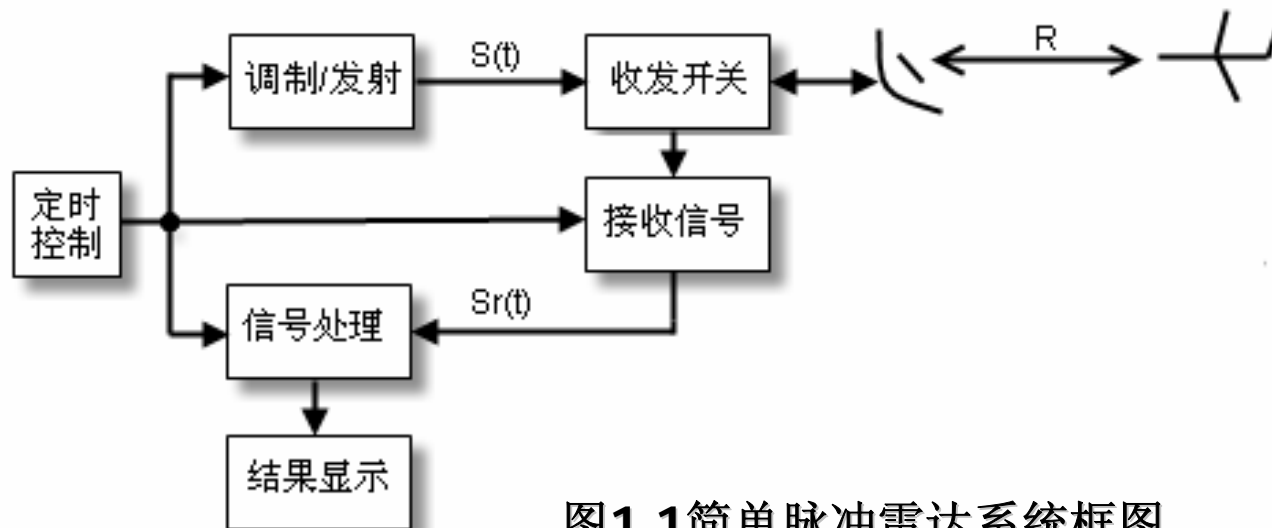 调制/发射
S(t)
收发开关
R
定时
控制
接收信号
信号处理
Sr(t)
结果显示
图1.1简单脉冲雷达系统框图